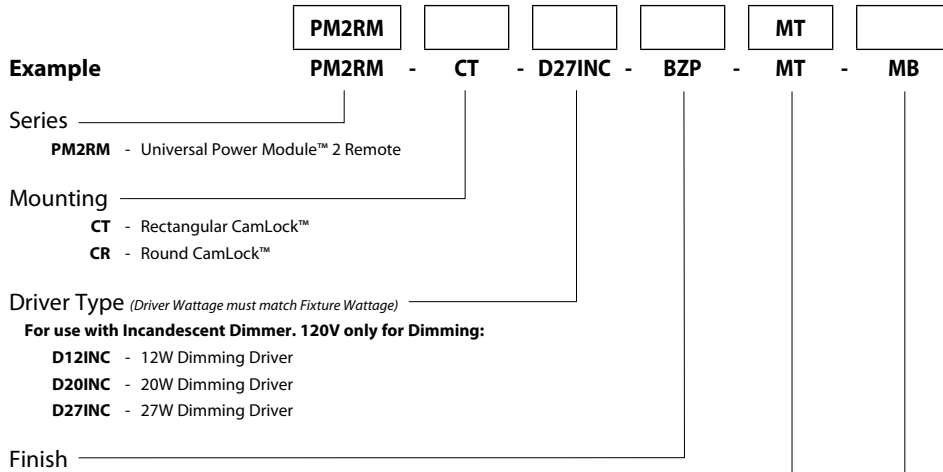 PM2RM MT
Example PM2RM - CT - D27INC - BZP - MT - MB
Series
PM2RM - Universal Power Module™ 2 Remote
Mounting
CT - Rectangular CamLock™
CR - Round CamLock™
Driver Type (Driver Wattage must match Fixture Wattage)
For use with Incandescent Dimmer. 120V only for Dimming:
D12INC - 12W Dimming Driver
D20INC - 20W Dimming Driver
D27INC - 27W Dimming Driver
Finish